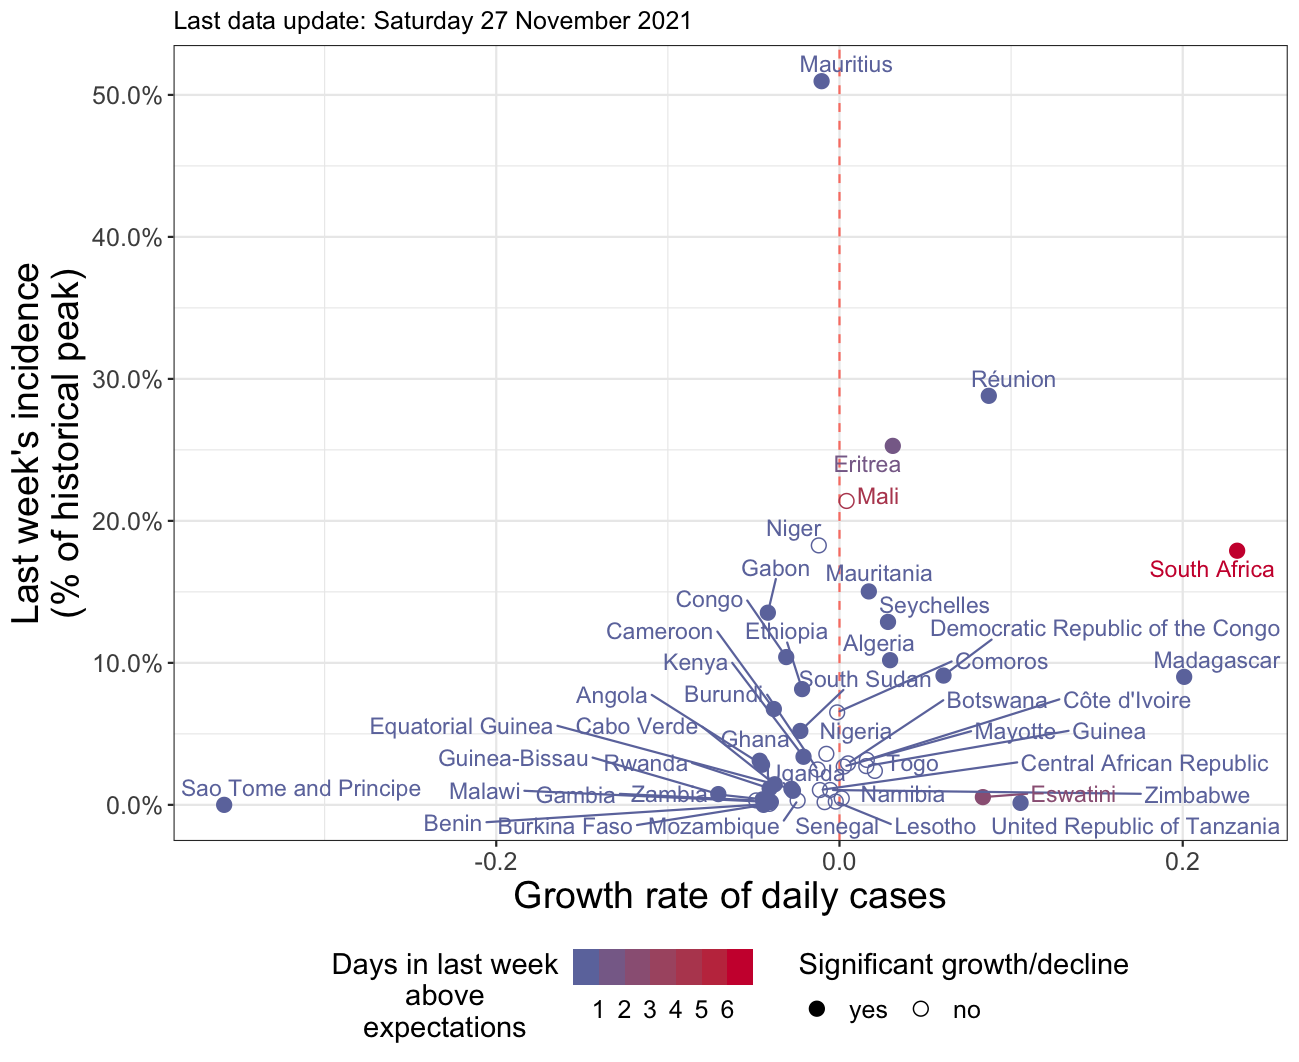 Last data update: Saturday 27 November 2021
Last week's incidence
(% of historical peak)
50.0%
40.0%
30.0%
20.0%
10.0%
0.0%
Mauritius
Réunion
Eritrea
Mali
Niger
South Africa
Gabon
Mauritania
Congo
Seychelles
Cameroon
Ethiopia
Democratic Republic of the Congo
Algeria
Kenya
Comoros
Madagascar
South Sudan
Angola
Burundi
Botswana
Côte d'Ivoire
Equatorial Guinea
Cabo Verde
Nigeria
Mayotte
Guinea
Ghana
Guinea-Bissau
Rwanda
Togo
Central African Republic
Uganda
Sao Tome and Principe
Malawi
Gambia
Zambia
Namibia
Eswatini
Zimbabwe
Benin
Burkina Faso
Mozambique
Senegal
Lesotho
United Republic of Tanzania
-0.2
0.0
0.2
Growth rate of daily cases
Days in last week
above
expectations
1 2 3 4 5 6
Significant growth/decline
yes
no